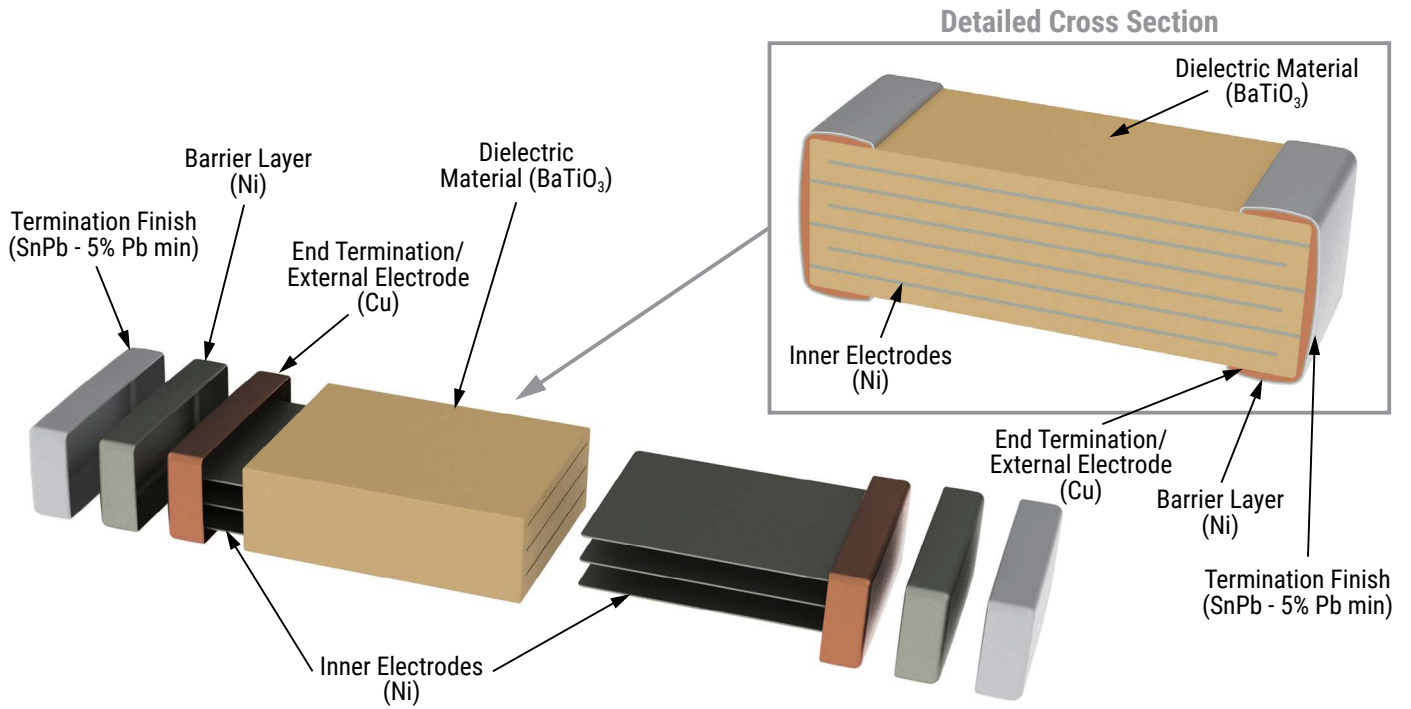 Detailed Cross Section
Dielectric Material
(BaTiO₃)
Inner Electrodes
(Ni)
End Termination/
External Electrode
(Cu)
Barrier Layer
(Ni)
Termination Finish
(SnPb - 5% Pb min)
Termination Finish
(SnPb - 5% Pb min)
Barrier Layer
(Ni)
End Termination/
External Electrode
(Cu)
Dielectric
Material (BaTiO₃)
Inner Electrodes
(Ni)